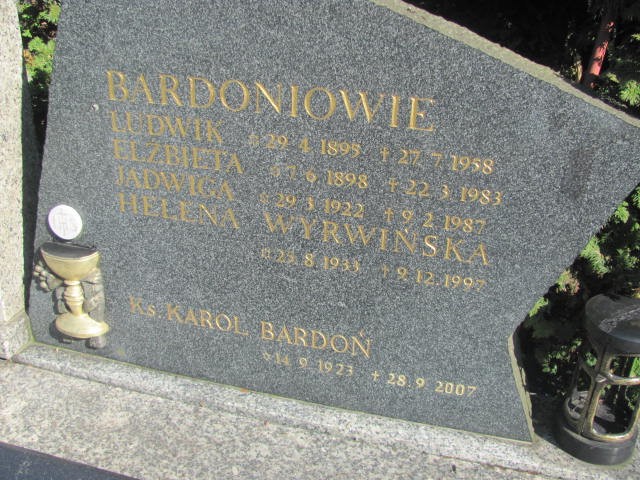 BARDONIOWIE
LUDWIK * 29.4.1895 † 27.7.1958
ELŻBIETA * 7.6.1898 † 22.3.1983
JADWIGA * 29.3.1922 † 9.2.1987
HELENA WYRWIŃSKA
* 25.8.1933 † 9.12.1997
Ks. KAROL BARDOŃ
* 14.9.1923 † 28.9.2007